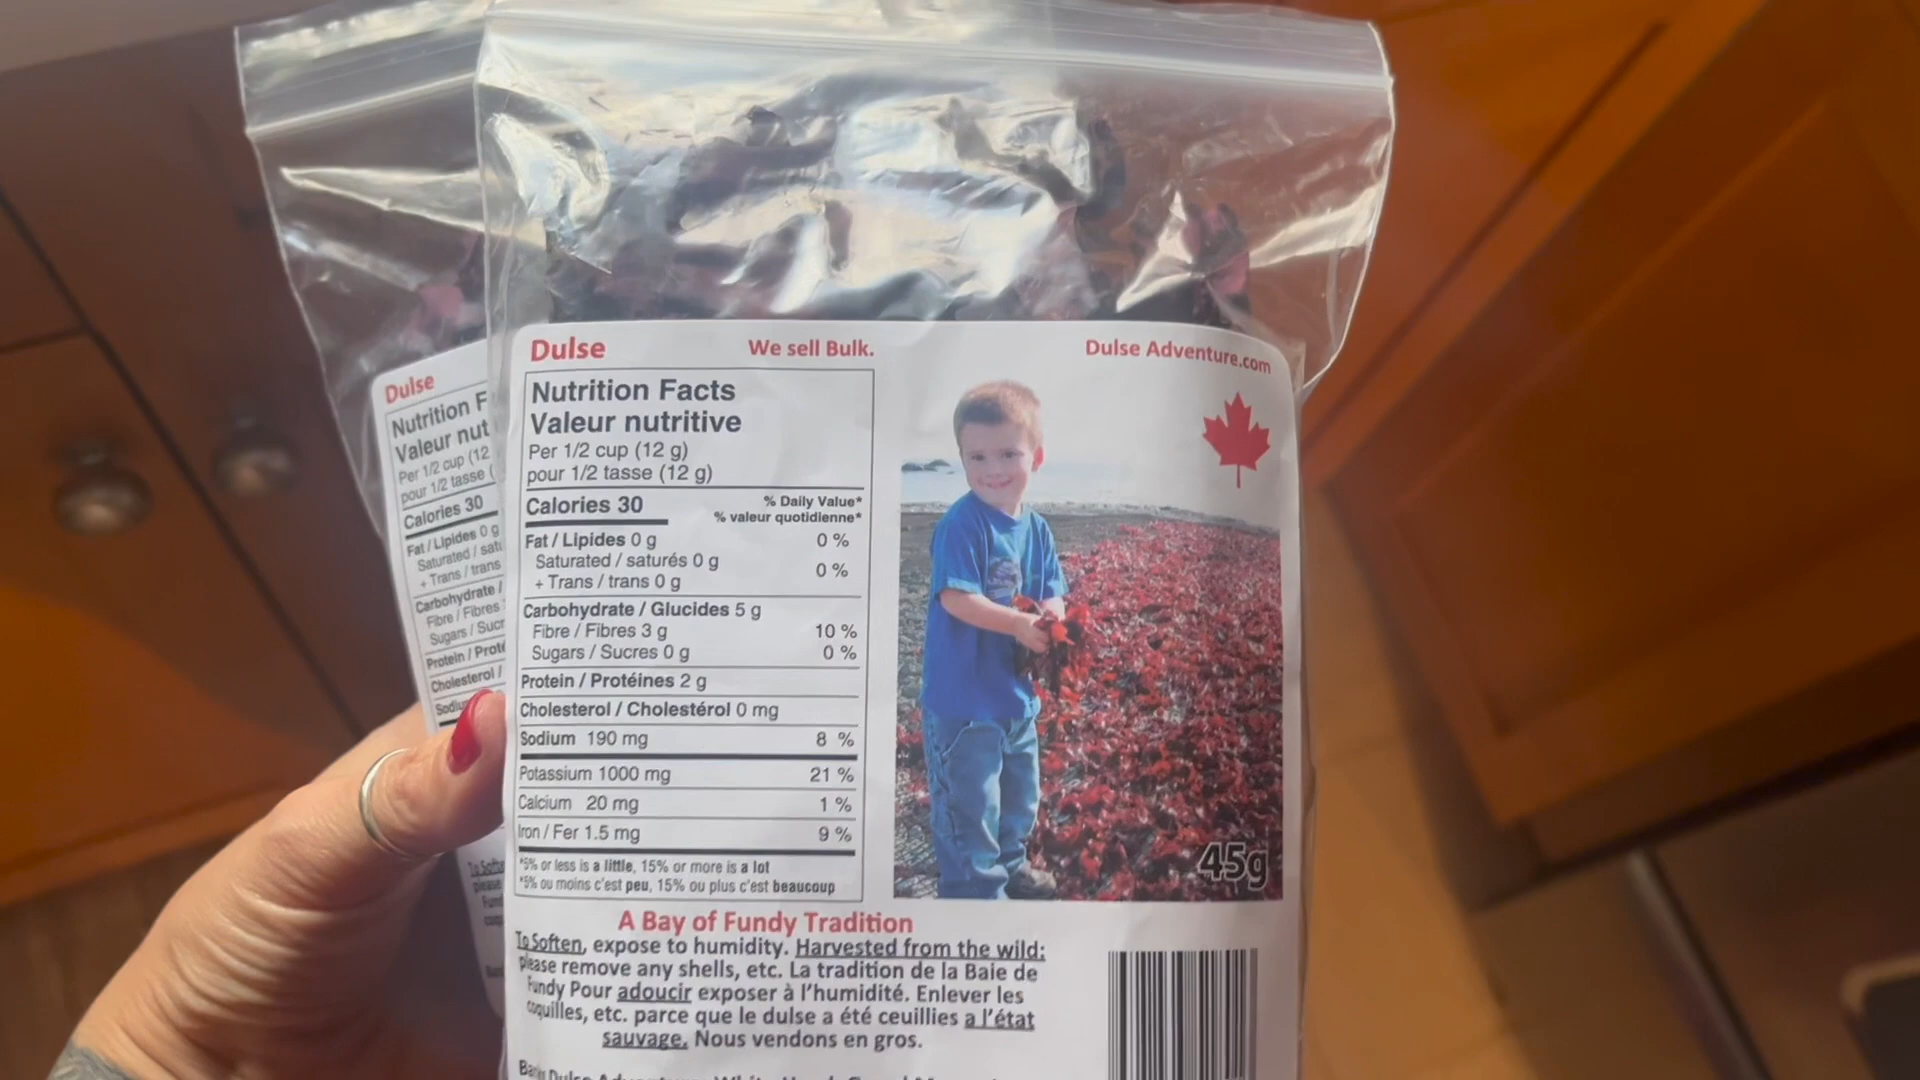 Dulse
We sell Bulk.
Dulse Adventure.com
Nutrition Facts
Valeur nutritive
Per 1/2 cup (12 g)
pour 1/2 tasse (12 g)
Calories 30
% Daily Value*
% valeur quotidienne*
Fat / Lipides 0 g 0 %
Saturated / saturés 0 g
+ Trans / trans 0 g
0 %
Carbohydrate / Glucides 5 g
Fibre / Fibres 3 g 10 %
Sugars / Sucres 0 g 0 %
Protein / Protéines 2 g
Cholesterol / Cholestérol 0 mg
Sodium 190 mg 8 %
Potassium 1000 mg 21 %
Calcium 20 mg 1 %
Iron / Fer 1.5 mg 9 %
*5% or less is a little, 15% or more is a lot
*5% ou moins c'est peu, 15% ou plus c'est beaucoup
45g
A Bay of Fundy Tradition
To Soften, expose to humidity. Harvested from the wild:
please remove any shells, etc. La tradition de la Baie de
Fundy Pour adoucir exposer à l'humidité. Enlever les
coquilles, etc. parce que le dulse a été ceuillies a l'état
sauvage. Nous vendons en gros.
Dulse
Nutrition F
Valeur nut
Per 1/2 cup (12
pour 1/2 tasse (
Calories 30
Fat / Lipides 0 g
Saturated / sat
+ Trans / trans
Carbohydrate /
Fibre / Fibres
Sugars / Sucr
Protein / Proté
Cholesterol /
Sodiu